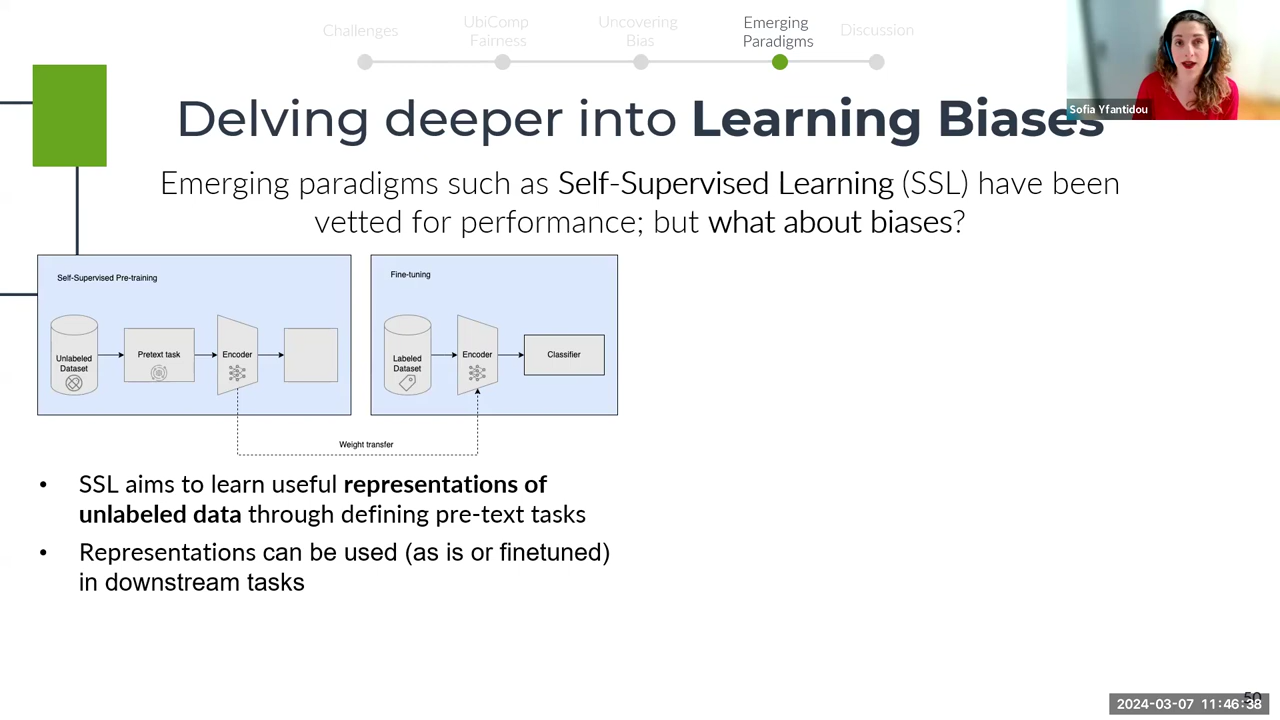 Challenges
UbiComp
Fairness
Uncovering
Bias
Emerging
Paradigms
Discussion
Sofia Yfantidou
Delving deeper into Learning Biases
Emerging paradigms such as Self-Supervised Learning (SSL) have been
vetted for performance; but what about biases?
Self-Supervised Pre-training
Unlabeled
Dataset
Pretext task
Encoder
Fine-tuning
Labeled
Dataset
Encoder
Classifier
Weight transfer
• SSL aims to learn useful representations of
unlabeled data through defining pre-text tasks
• Representations can be used (as is or finetuned)
in downstream tasks
50
2024-03-07 11:46:38